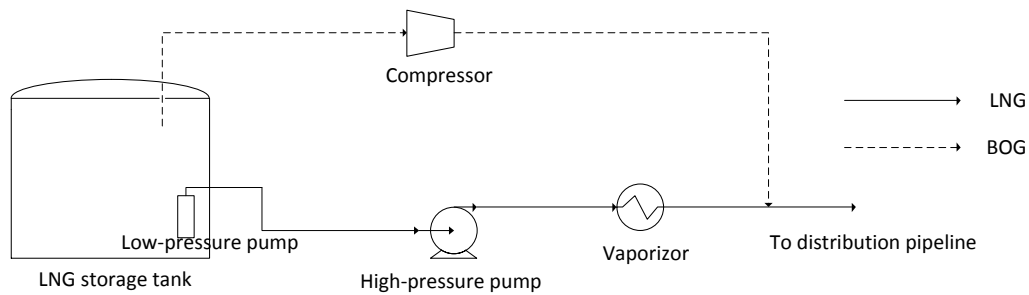 Compressor
LNG
BOG
Low-pressure pump
Vaporizor
To distribution pipeline
LNG storage tank
High-pressure pump